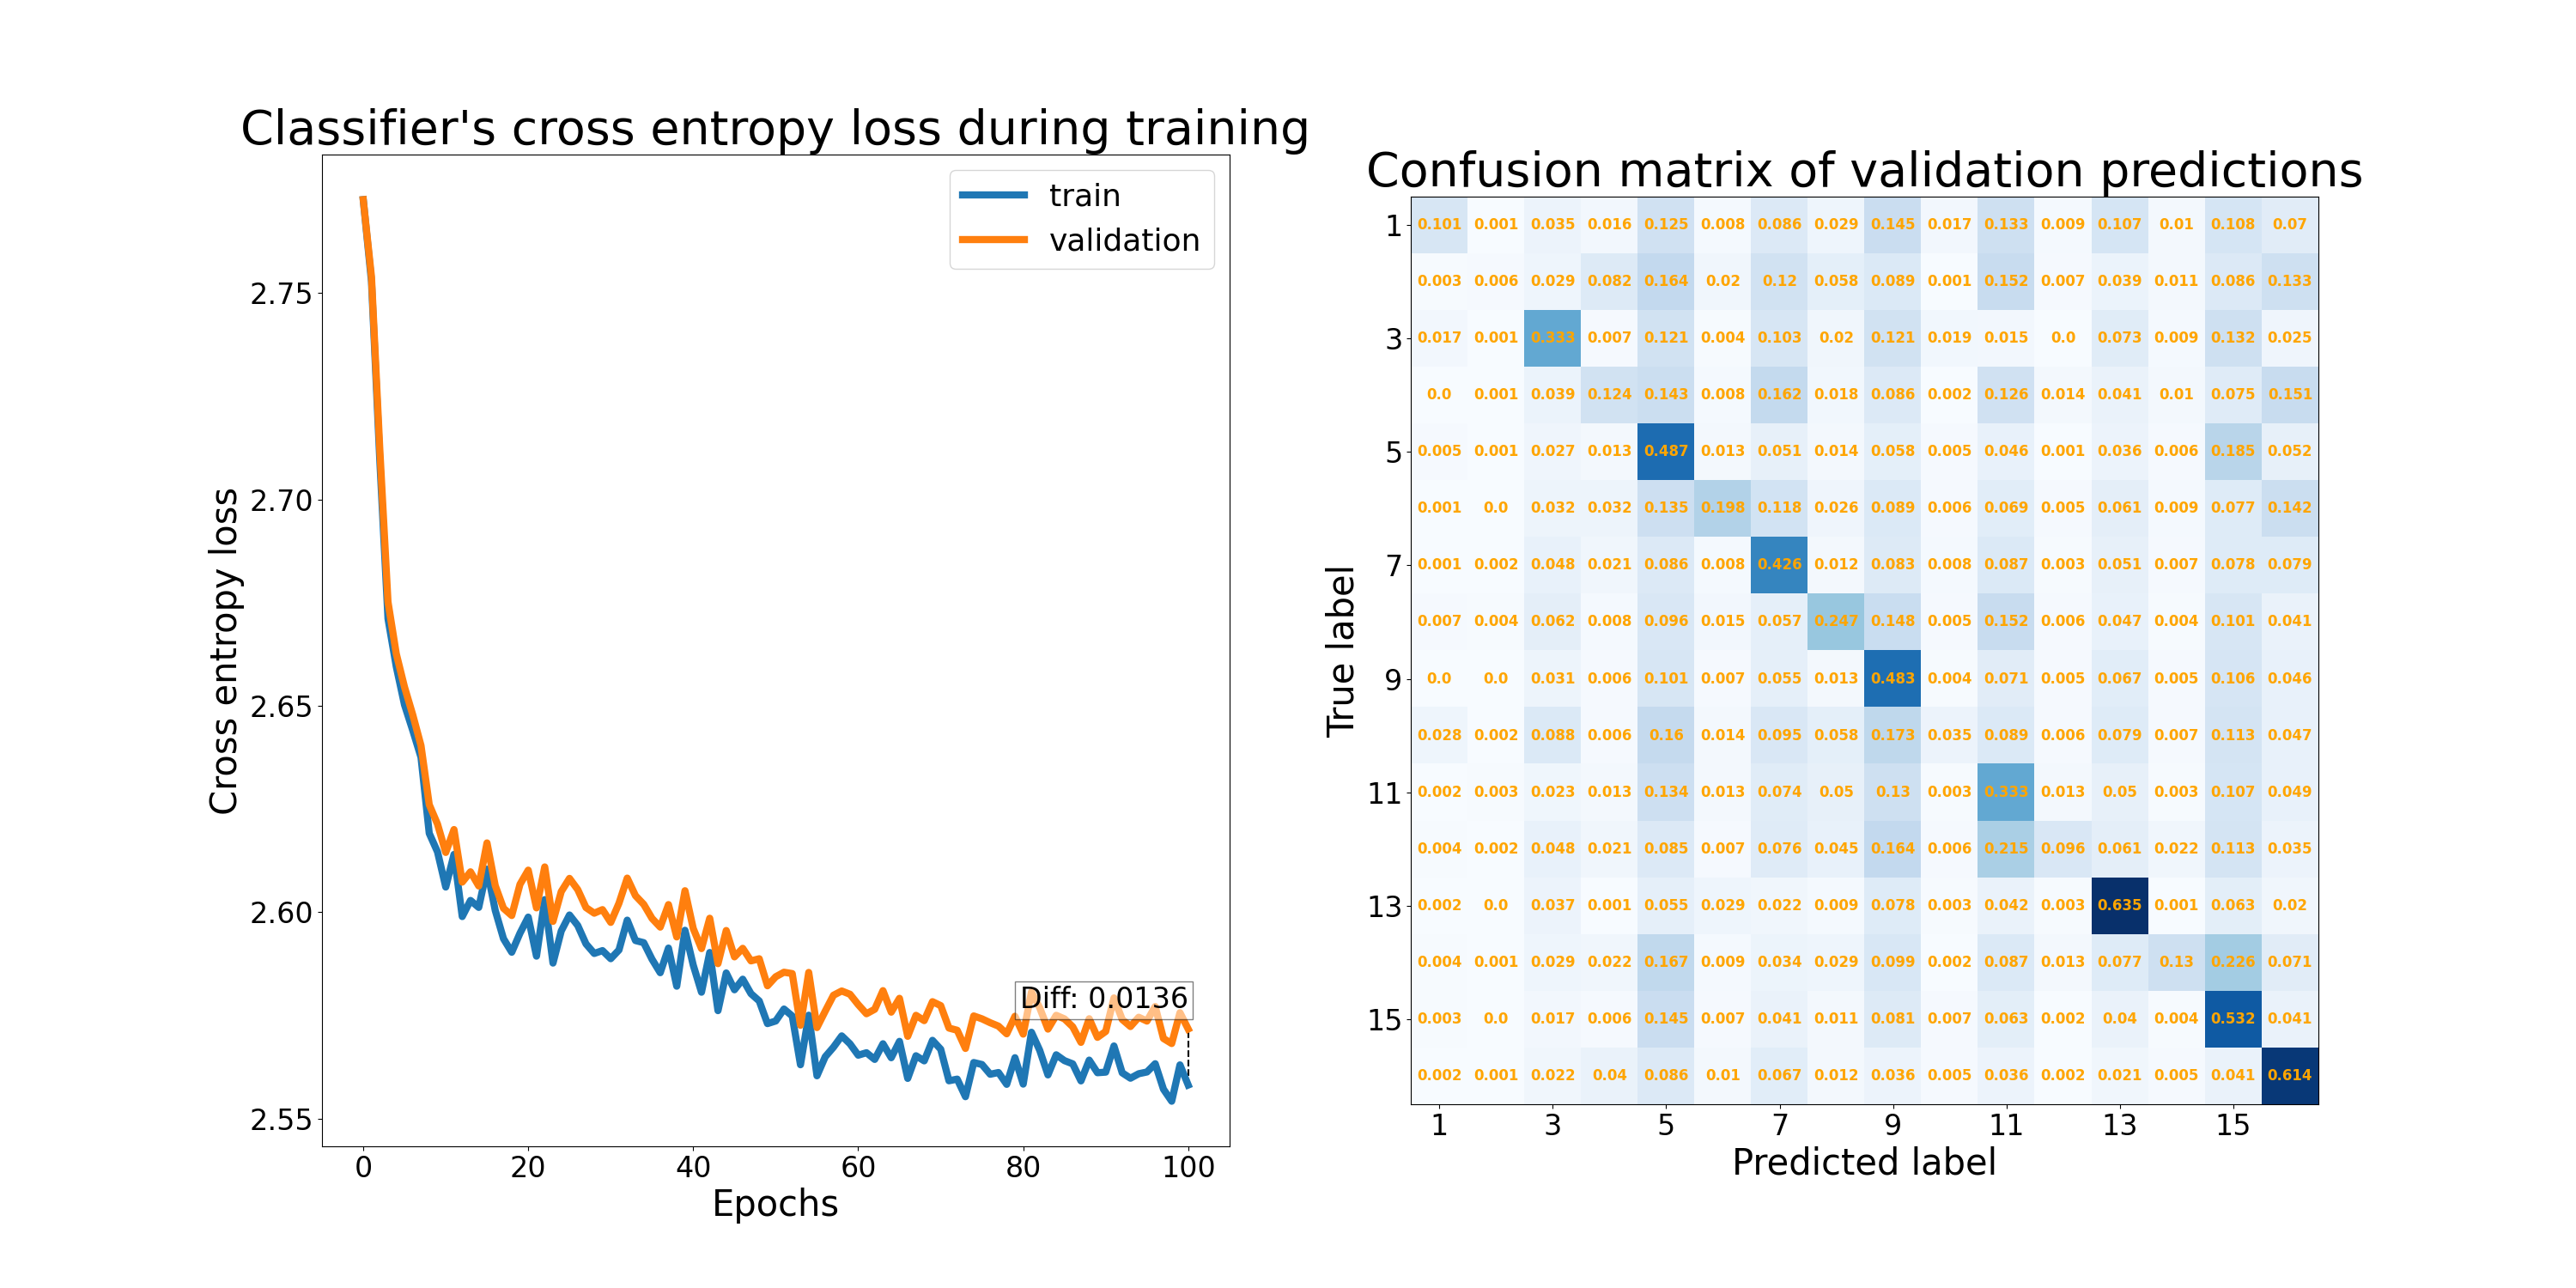 Classifier's cross entropy loss during training
train
validation
2.75
2.70
2.65
2.60
2.55
Cross entropy loss
Diff: 0.0136
0 20 40 60 80 100
Epochs
Confusion matrix of validation predictions
1 0.101 0.001 0.035 0.016 0.125 0.008 0.086 0.029 0.145 0.017 0.133 0.009 0.107 0.01 0.108 0.07
0.003 0.006 0.029 0.082 0.164 0.02 0.12 0.058 0.089 0.001 0.152 0.007 0.039 0.011 0.086 0.133
3 0.017 0.001 0.333 0.007 0.121 0.004 0.103 0.02 0.121 0.019 0.015 0.0 0.073 0.009 0.132 0.025
0.0 0.001 0.039 0.124 0.143 0.008 0.162 0.018 0.086 0.002 0.126 0.014 0.041 0.01 0.075 0.151
5 0.005 0.001 0.027 0.013 0.487 0.013 0.051 0.014 0.058 0.005 0.046 0.001 0.036 0.006 0.185 0.052
0.001 0.0 0.032 0.032 0.135 0.198 0.118 0.026 0.089 0.006 0.069 0.005 0.061 0.009 0.077 0.142
7 0.001 0.002 0.048 0.021 0.086 0.008 0.426 0.012 0.083 0.008 0.087 0.003 0.051 0.007 0.078 0.079
0.007 0.004 0.062 0.008 0.096 0.015 0.057 0.247 0.148 0.005 0.152 0.006 0.047 0.004 0.101 0.041
9 0.0 0.0 0.031 0.006 0.101 0.007 0.055 0.013 0.483 0.004 0.071 0.005 0.067 0.005 0.106 0.046
0.028 0.002 0.088 0.006 0.16 0.014 0.095 0.058 0.173 0.035 0.089 0.006 0.079 0.007 0.113 0.047
11 0.002 0.003 0.023 0.013 0.134 0.013 0.074 0.05 0.13 0.003 0.333 0.013 0.05 0.003 0.107 0.049
0.004 0.002 0.048 0.021 0.085 0.007 0.076 0.045 0.164 0.006 0.215 0.096 0.061 0.022 0.113 0.035
13 0.002 0.0 0.037 0.001 0.055 0.029 0.022 0.009 0.078 0.003 0.042 0.003 0.635 0.001 0.063 0.02
0.004 0.001 0.029 0.022 0.167 0.009 0.034 0.029 0.099 0.002 0.087 0.013 0.077 0.13 0.226 0.071
15 0.003 0.0 0.017 0.006 0.145 0.007 0.041 0.011 0.081 0.007 0.063 0.002 0.04 0.004 0.532 0.041
0.002 0.001 0.022 0.04 0.086 0.01 0.067 0.012 0.036 0.005 0.036 0.002 0.021 0.005 0.041 0.614
True label
1 3 5 7 9 11 13 15
Predicted label